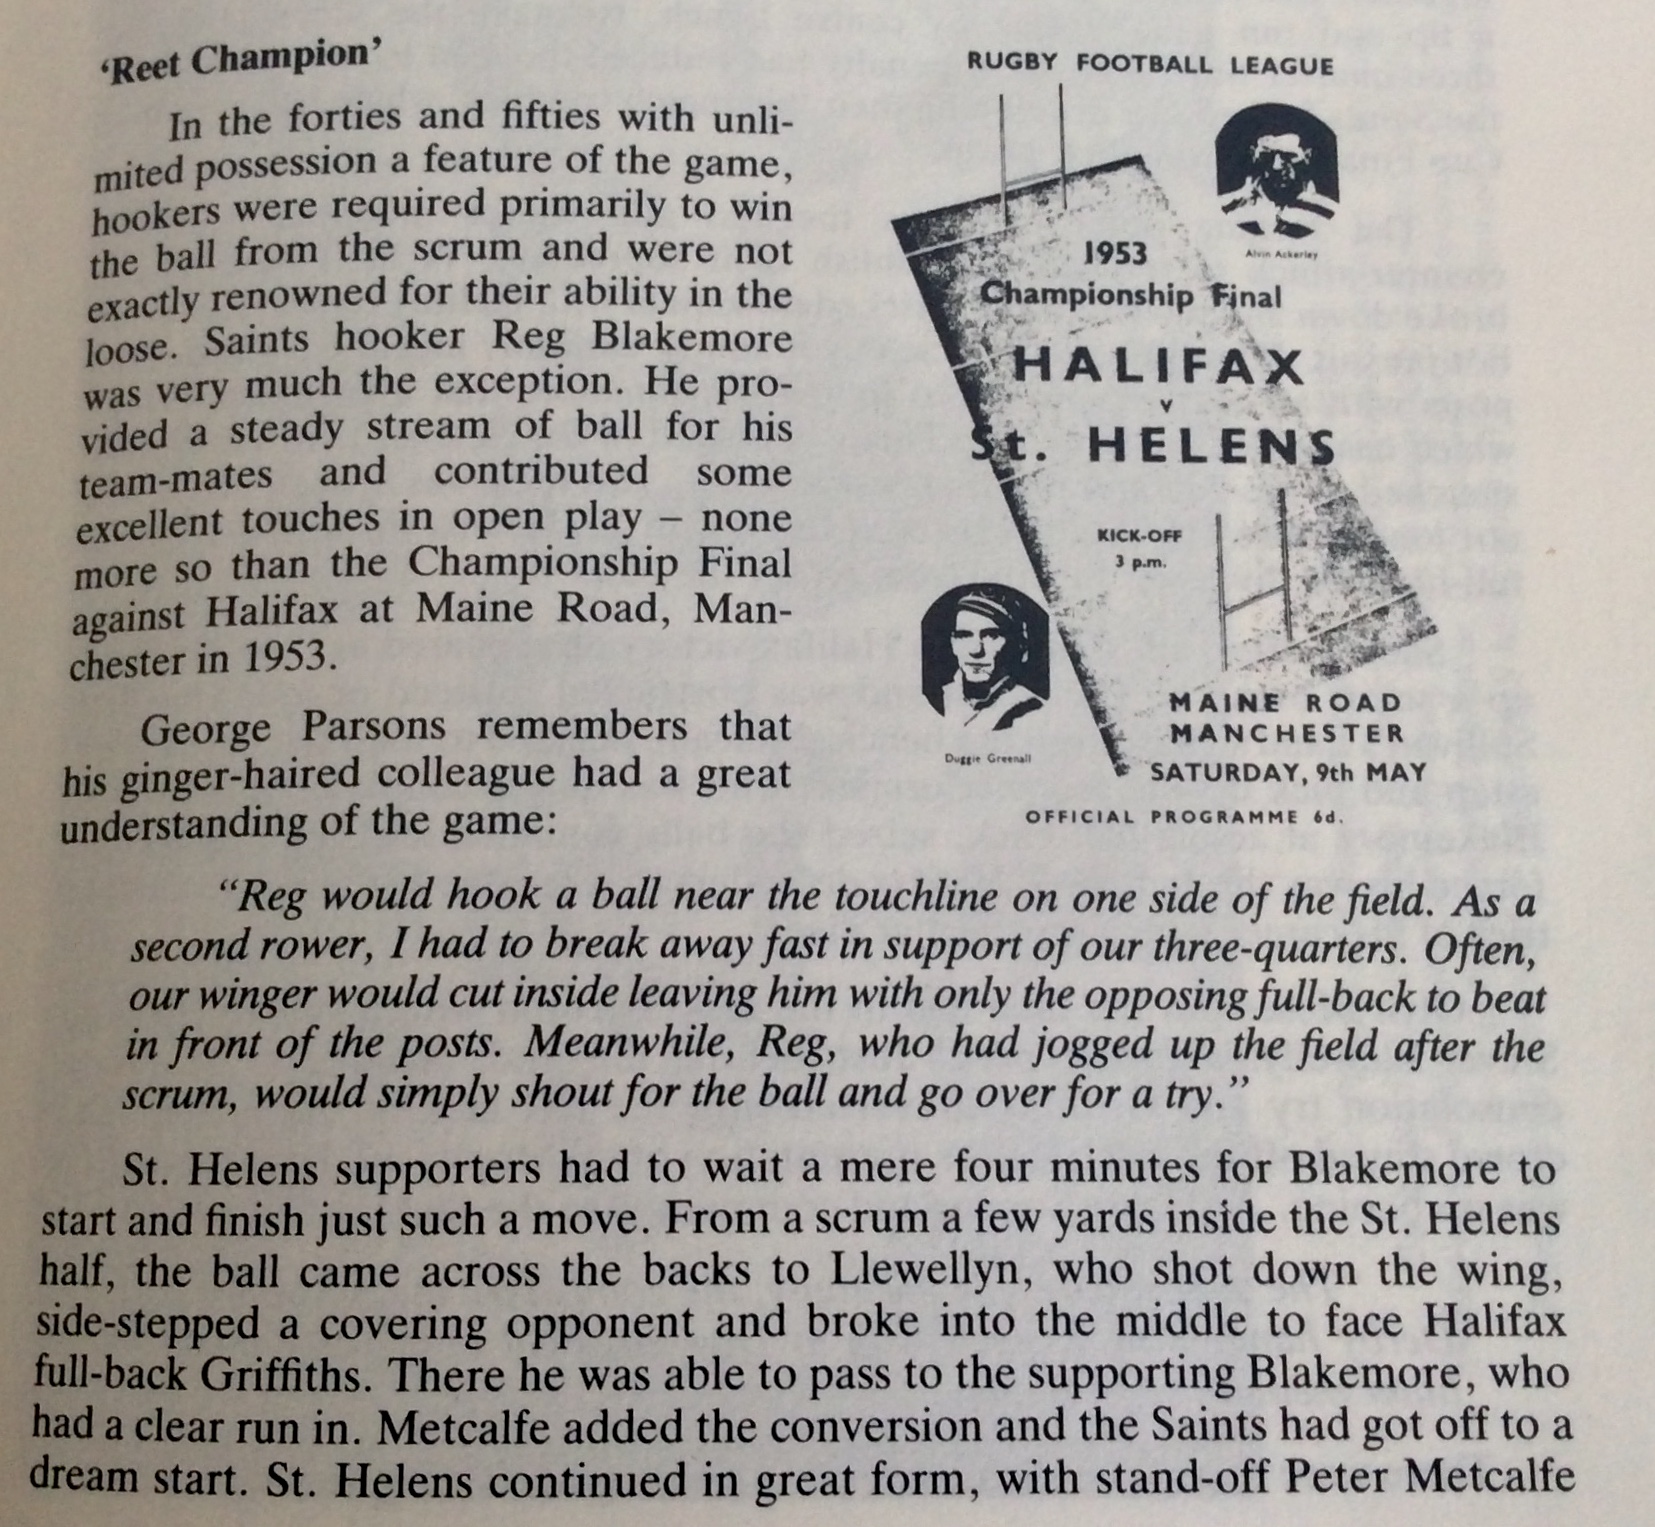 ‘Reet Champion’
In the forties and fifties with unli-
mited possession a feature of the game,
hookers were required primarily to win
the ball from the scrum and were not
exactly renowned for their ability in the
loose. Saints hooker Reg Blakemore
was very much the exception. He pro-
vided a steady stream of ball for his
team-mates and contributed some
excellent touches in open play – none
more so than the Championship Final
against Halifax at Maine Road, Man-
chester in 1953.
George Parsons remembers that
his ginger-haired colleague had a great
understanding of the game:
RUGBY FOOTBALL LEAGUE
Alvin Ackerley
1953
Championship Final
HALIFAX
v
St. HELENS
KICK-OFF
3 p.m.
Duggie Greenall
MAINE ROAD
MANCHESTER
SATURDAY, 9th MAY
OFFICIAL PROGRAMME 6d.
“Reg would hook a ball near the touchline on one side of the field. As a
second rower, I had to break away fast in support of our three-quarters. Often,
our winger would cut inside leaving him with only the opposing full-back to beat
in front of the posts. Meanwhile, Reg, who had jogged up the field after the
scrum, would simply shout for the ball and go over for a try.”
St. Helens supporters had to wait a mere four minutes for Blakemore to
start and finish just such a move. From a scrum a few yards inside the St. Helens
half, the ball came across the backs to Llewellyn, who shot down the wing,
side-stepped a covering opponent and broke into the middle to face Halifax
full-back Griffiths. There he was able to pass to the supporting Blakemore, who
had a clear run in. Metcalfe added the conversion and the Saints had got off to a
dream start. St. Helens continued in great form, with stand-off Peter Metcalfe